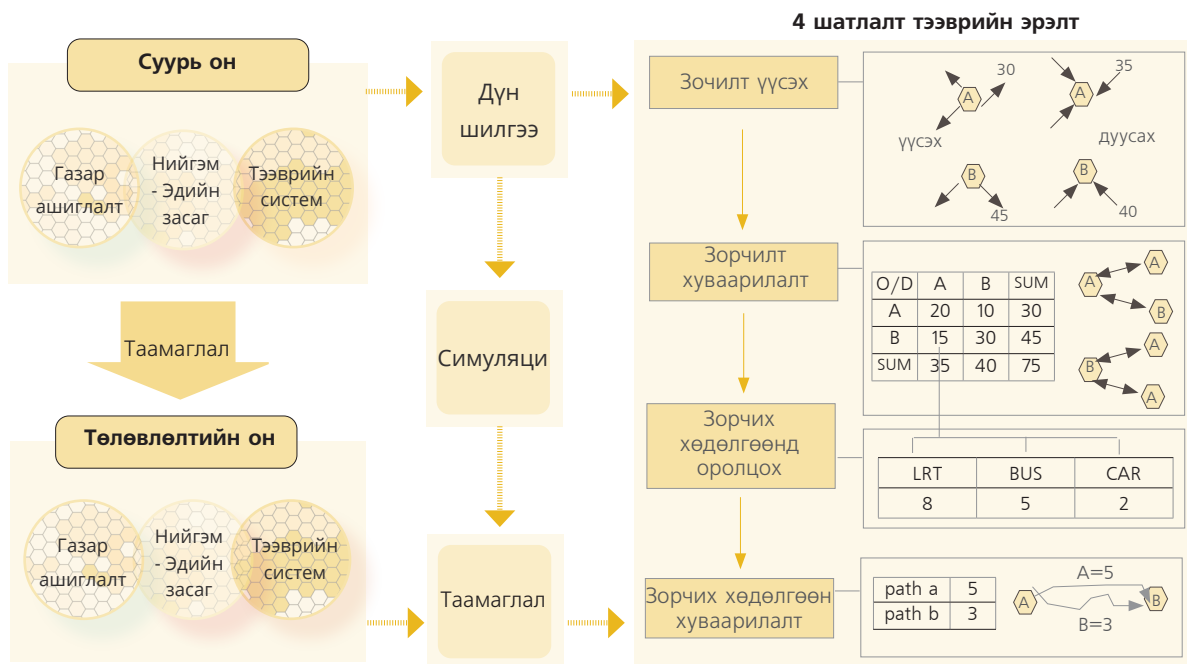 4 шатлалт тээврийн эрэлт
Суурь он
Газар
ашиглалт
Нийгэм
- Эдийн
засаг
Тээврийн
систем
Таамаглал
Төлөвлөлтийн он
Газар
ашиглалт
Нийгэм
- Эдийн
засаг
Тээврийн
систем
Дүн
шилгээ
Симуляци
Таамаглал
Зочилт үүсэх
30
A
үүсэх
35
A
дуусах
B
45
B
40
Зорчилт
хуваарилалт
O/D A B SUM
A 20 10 30
B 15 30 45
SUM 35 40 75
A
A
B
A
B
A
Зорчих
хөдөлгөөнд
оролцох
LRT BUS CAR
8 5 2
Зорчих хөдөлгөөн
хуваарилалт
path a 5
path b 3
A=5
A
B
B=3